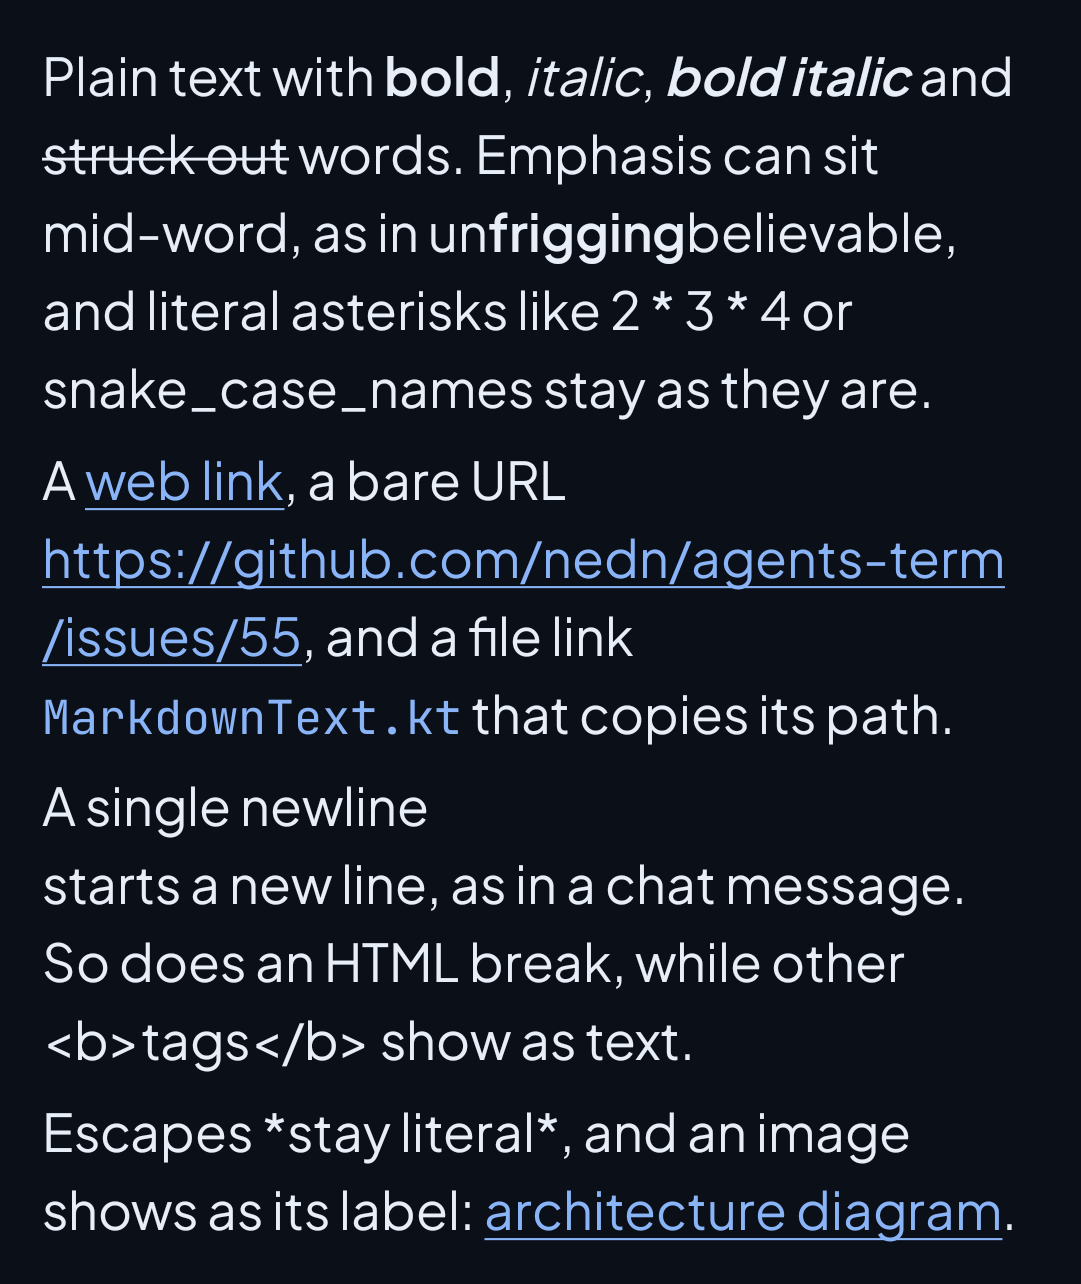 Plain text with bold, italic, bold italic and
struck out words. Emphasis can sit
mid-word, as in unfriggingbelievable,
and literal asterisks like 2 * 3 * 4 or
snake_case_names stay as they are.
A web link, a bare URL
https://github.com/nedn/agents-term
/issues/55, and a file link
MarkdownText.kt that copies its path.
A single newline
starts a new line, as in a chat message.
So does an HTML break, while other
<b>tags</b> show as text.
Escapes *stay literal*, and an image
shows as its label: architecture diagram.